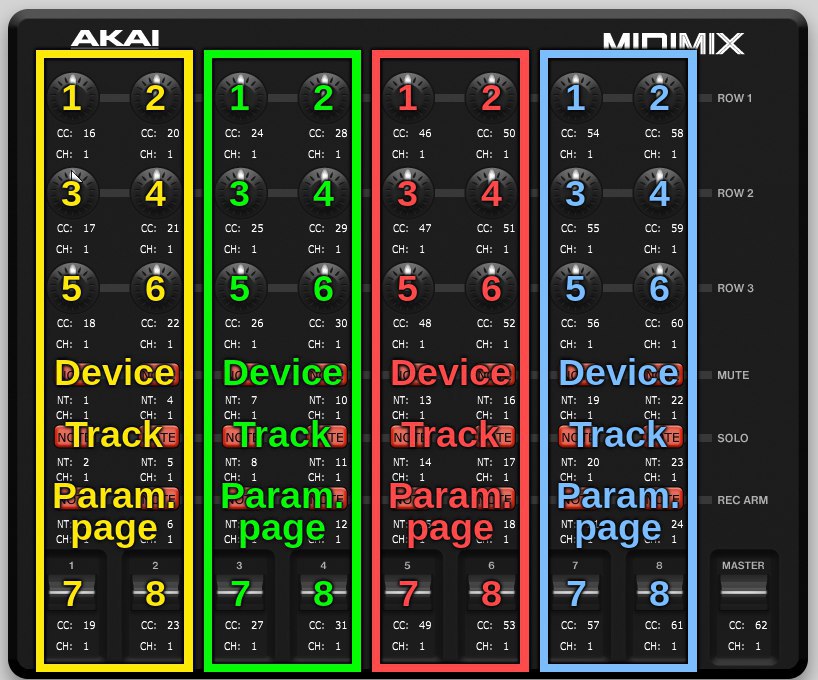 AKAI MIDIMIX
1 2 1 2 1 2 1 2 ROW 1
CC: 16 CC: 20 CC: 24 CC: 28 CC: 46 CC: 50 CC: 54 CC: 58
CH: 1 CH: 1 CH: 1 CH: 1 CH: 1 CH: 1 CH: 1 CH: 1
3 4 3 4 3 4 3 4 ROW 2
CC: 17 CC: 21 CC: 25 CC: 29 CC: 47 CC: 51 CC: 55 CC: 59
CH: 1 CH: 1 CH: 1 CH: 1 CH: 1 CH: 1 CH: 1 CH: 1
5 6 5 6 5 6 5 6 ROW 3
CC: 18 CC: 22 CC: 26 CC: 30 CC: 48 CC: 52 CC: 56 CC: 60
CH: 1 CH: 1 CH: 1 CH: 1 CH: 1 CH: 1 CH: 1 CH: 1
Device Device Device Device MUTE
NT: 1 NT: 4 NT: 7 NT: 10 NT: 13 NT: 16 NT: 19 NT: 22
CH: 1 CH: 1 CH: 1 CH: 1 CH: 1 CH: 1 CH: 1 CH: 1
Track Track Track Track SOLO
NT: 2 NT: 5 NT: 8 NT: 11 NT: 14 NT: 17 NT: 20 NT: 23
CH: 1 CH: 1 CH: 1 CH: 1 CH: 1 CH: 1 CH: 1 CH: 1
Param. Param. Param. Param. REC ARM
page page page page
6 12 18 24
1 2 3 4 5 6 7 8 MASTER
7 8 7 8 7 8 7 8
CC: 19 CC: 23 CC: 27 CC: 31 CC: 49 CC: 53 CC: 57 CC: 61 CC: 62
CH: 1 CH: 1 CH: 1 CH: 1 CH: 1 CH: 1 CH: 1 CH: 1 CH: 1